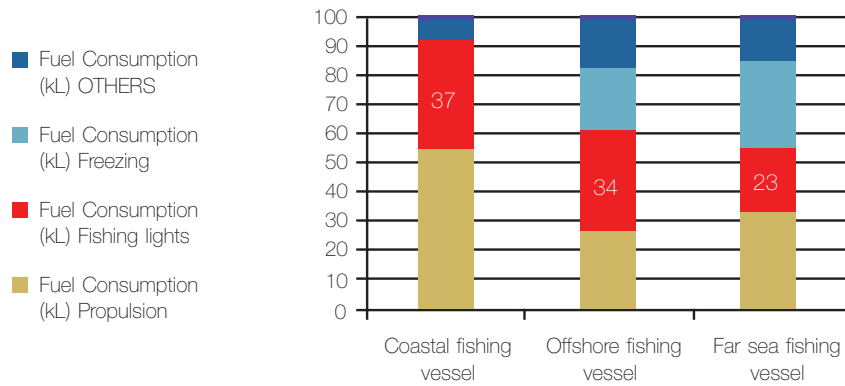 Fuel Consumption
(kL) OTHERS
Fuel Consumption
(kL) Freezing
Fuel Consumption
(kL) Fishing lights
Fuel Consumption
(kL) Propulsion
100
90
80
70
60
50
40
30
20
10
0
37
34
23
Coastal fishing
vessel
Offshore fishing
vessel
Far sea fishing
vessel